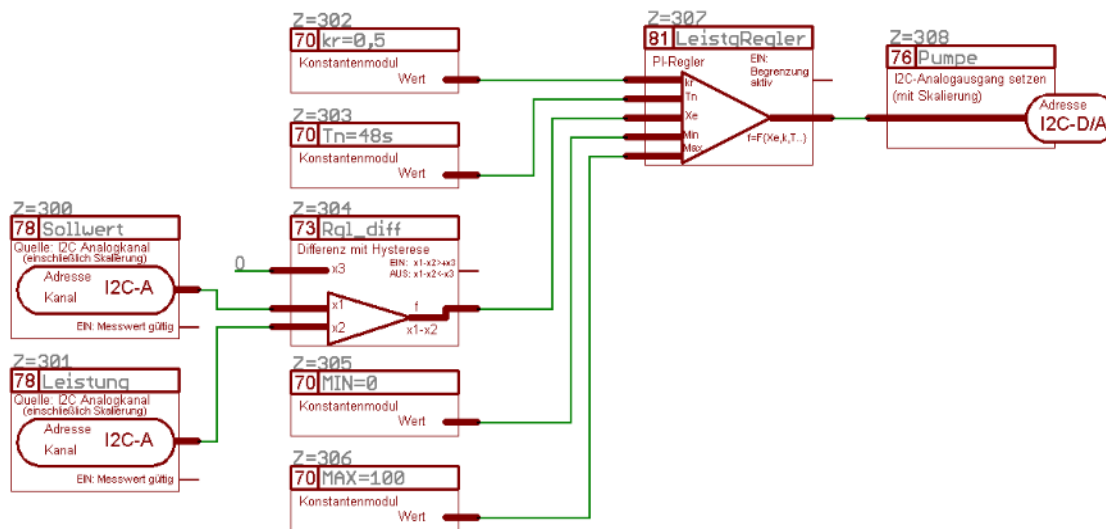 Z=302
70 kr=0,5
Konstantenmodul
Wert
Z=303
70 Tn=48s
Konstantenmodul
Wert
Z=300
78 Sollwert
Quelle: I2C Analogkanal
(einschließlich Skalierung)
Adresse
Kanal
I2C-A
EIN: Messwert gültig
Z=301
78 Leistung
Quelle: I2C Analogkanal
(einschließlich Skalierung)
Adresse
Kanal
I2C-A
EIN: Messwert gültig
Z=304
73 Rgl_diff
Differenz mit Hysterese
EIN: x1-x2>+x3
AUS: x1-x2<-x3
0
x3
x1
x2
f
x1-x2
Z=305
70 MIN=0
Konstantenmodul
Wert
Z=306
70 MAX=100
Konstantenmodul
Wert
Z=307
81 LeistgRegler
PI-Regler
EIN:
Begrenzung
aktiv
kr
Tn
Xe
Min
Max
f=F(Xe,k,T...)
Z=308
76 Pumpe
I2C-Analogausgang setzen
(mit Skalierung)
Adresse
I2C-D/A